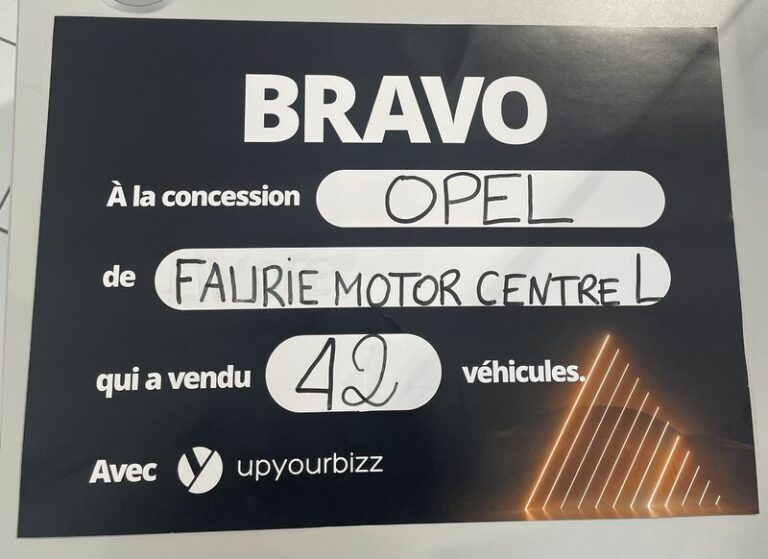 BRAVO
À la concession OPEL
de FAURIE MOTOR CENTRE L
qui a vendu 42 véhicules.
Avec upyourbizz